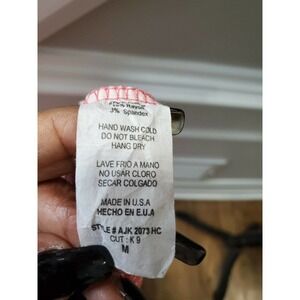 3% Spandex
HAND WASH COLD
DO NOT BLEACH
HANG DRY
LAVE FRIO A MANO
NO USAR CLORO
SECAR COLGADO
MADE IN U.S.A
HECHO EN E.U.A
STYLE # AJK 2073 HC
CUT : K 9
M